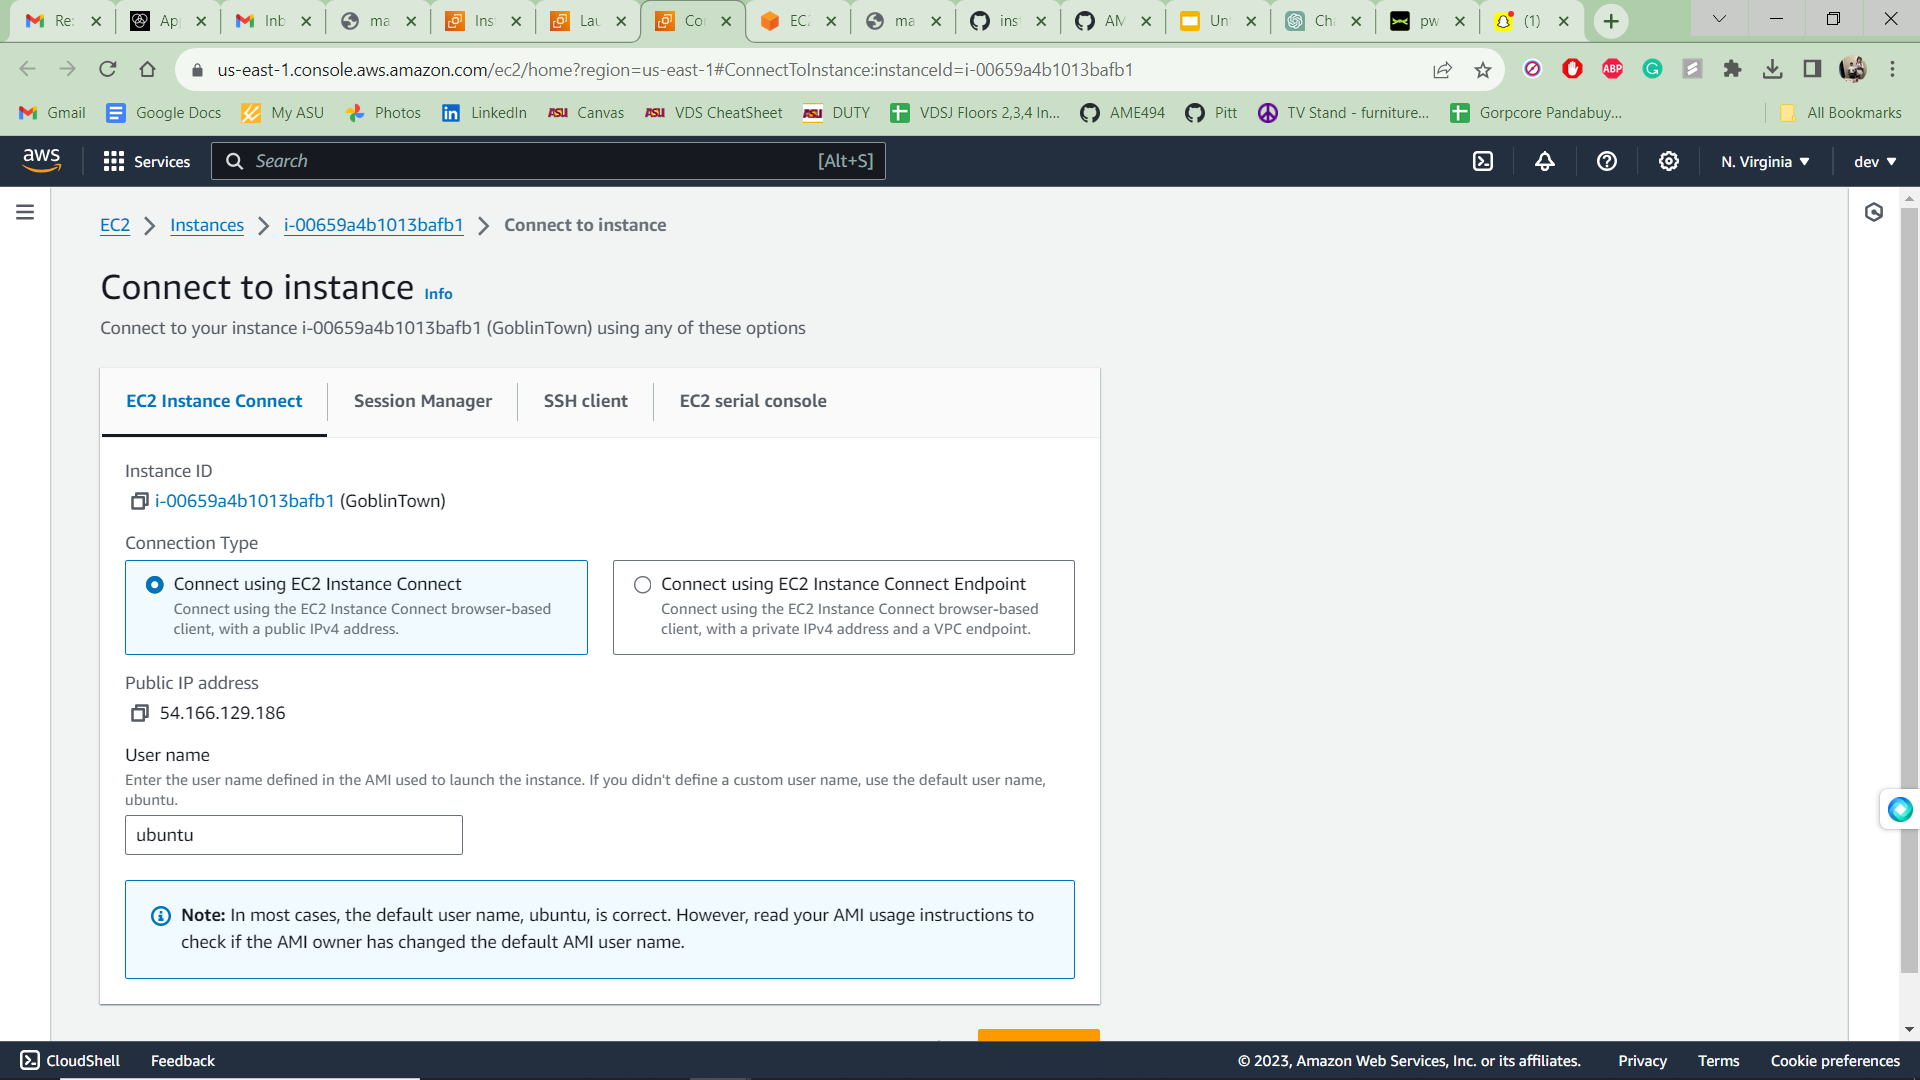 Re:
Ap
Inb
ma
Ins
Lau
Co
EC2
ma
ins
AM
Un
Ch
pw
(1)
us-east-1.console.aws.amazon.com/ec2/home?region=us-east-1#ConnectToInstance:instanceId=i-00659a4b1013bafb1
ABP
Gmail
Google Docs
My ASU
Photos
LinkedIn
ASU Canvas
ASU VDS CheatSheet
ASU DUTY
VDSJ Floors 2,3,4 In...
AME494
Pitt
TV Stand - furniture...
Gorpcore Pandabuy...
All Bookmarks
aws
Services
Search
[Alt+S]
N. Virginia
dev
EC2
Instances
i-00659a4b1013bafb1
Connect to instance
Connect to instance Info
Connect to your instance i-00659a4b1013bafb1 (GoblinTown) using any of these options
EC2 Instance Connect
Session Manager
SSH client
EC2 serial console
Instance ID
i-00659a4b1013bafb1 (GoblinTown)
Connection Type
Connect using EC2 Instance Connect
Connect using the EC2 Instance Connect browser-based
client, with a public IPv4 address.
Connect using EC2 Instance Connect Endpoint
Connect using the EC2 Instance Connect browser-based
client, with a private IPv4 address and a VPC endpoint.
Public IP address
54.166.129.186
User name
Enter the user name defined in the AMI used to launch the instance. If you didn't define a custom user name, use the default user name,
ubuntu.
ubuntu
Note: In most cases, the default user name, ubuntu, is correct. However, read your AMI usage instructions to
check if the AMI owner has changed the default AMI user name.
CloudShell
Feedback
© 2023, Amazon Web Services, Inc. or its affiliates.
Privacy
Terms
Cookie preferences